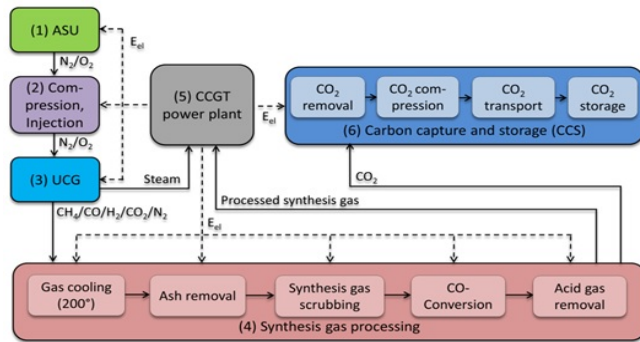 (1) ASU
E_el
N₂/O₂
(2) Com-
pression,
Injection
N₂/O₂
(3) UCG
CH₄/CO/H₂/CO₂/N₂
(5) CCGT
power plant
E_el
Steam
Processed synthesis gas
CO₂
E_el
CO₂
removal
CO₂ com-
pression
CO₂
transport
CO₂
storage
(6) Carbon capture and storage (CCS)
Gas cooling
(200°)
Ash removal
Synthesis gas
scrubbing
CO-
Conversion
Acid gas
removal
(4) Synthesis gas processing